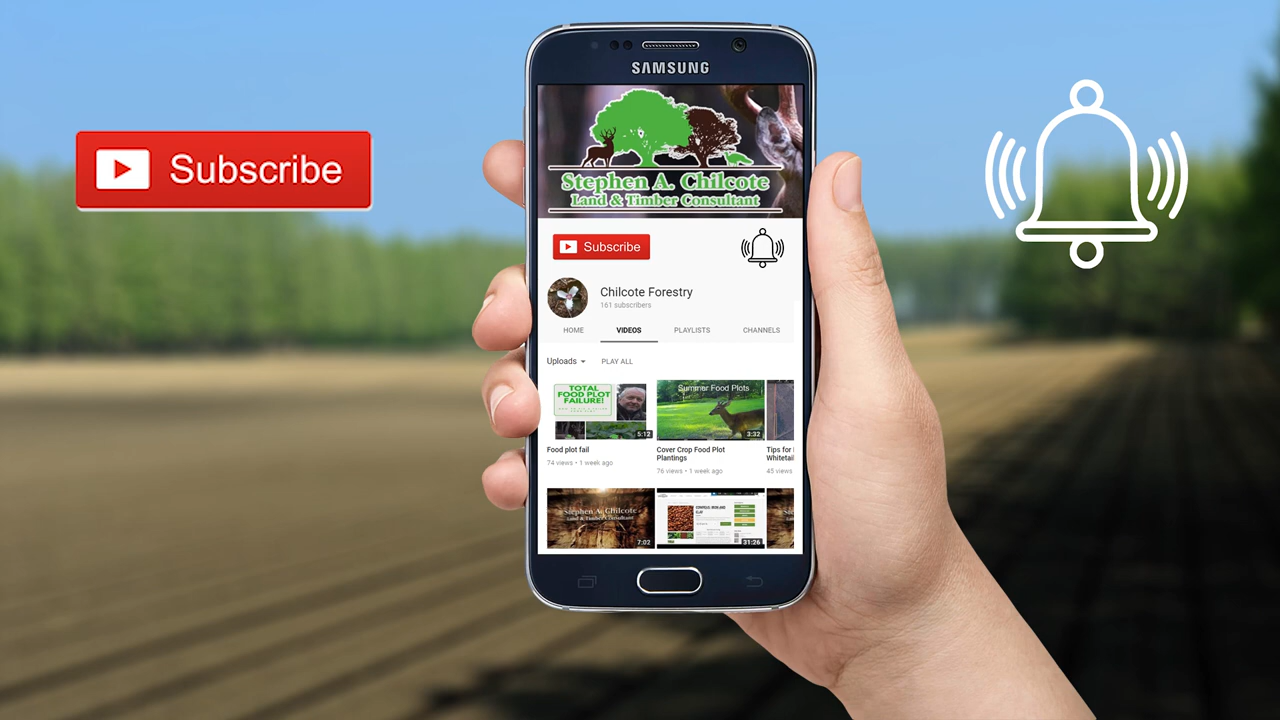 Subscribe
SAMSUNG
Stephen A. Chilcote
Land & Timber Consultant
Subscribe
Chilcote Forestry
161 subscribers
HOME VIDEOS PLAYLISTS CHANNELS
Uploads PLAY ALL
TOTAL
FOOD PLOT
FAILURE!
5:12
Summer Food Plots
3:32
Food plot fail
74 views • 1 week ago
Cover Crop Food Plot
Plantings
76 views • 1 week ago
Tips for
Whitetail
45 views
Stephen A. Chilcote
Land & Timber Consultant
7:02
31:26